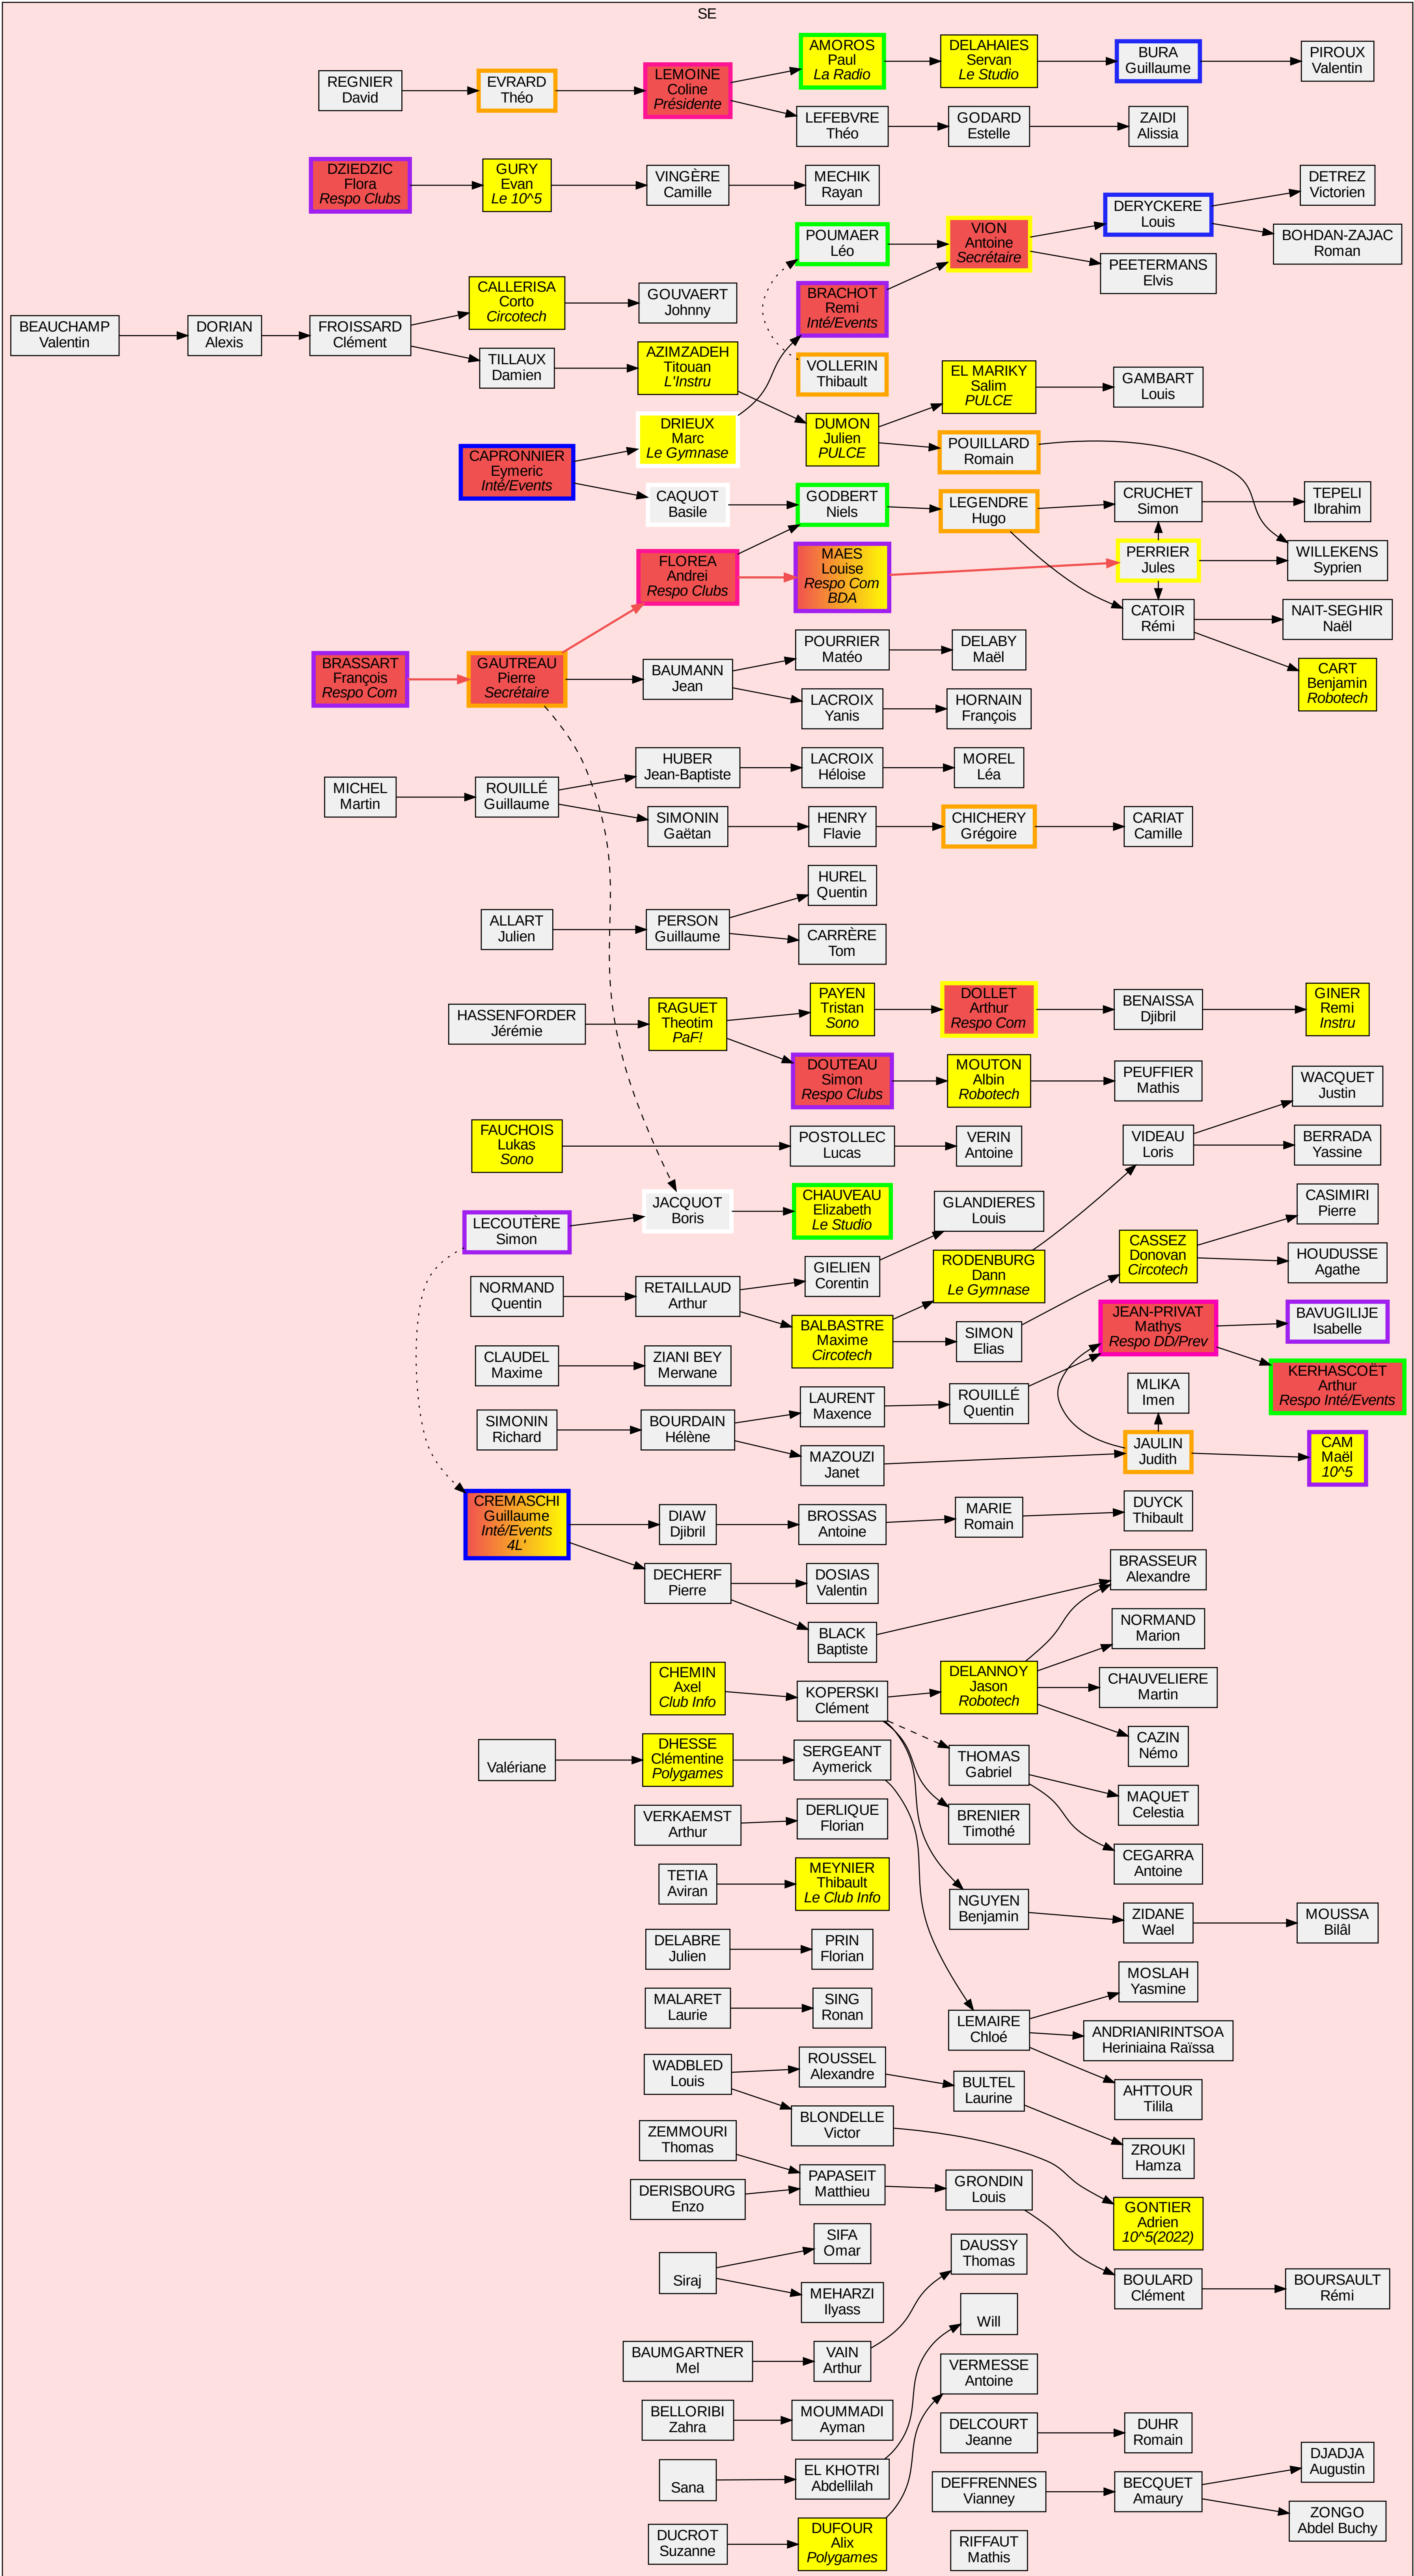 SE
REGNIER
David
EVRARD
Théo
LEMOINE
Coline
Présidente
AMOROS
Paul
La Radio
DELAHAIES
Servan
Le Studio
BURA
Guillaume
PIROUX
Valentin
LEFEBVRE
Théo
GODARD
Estelle
ZAIDI
Alissia
DZIEDZIC
Flora
Respo Clubs
GURY
Evan
Le 10^5
VINGÈRE
Camille
MECHIK
Rayan
DETREZ
Victorien
DERYCKERE
Louis
POUMAER
Léo
VION
Antoine
Secrétaire
BOHDAN-ZAJAC
Roman
PEETERMANS
Elvis
BEAUCHAMP
Valentin
DORIAN
Alexis
FROISSARD
Clément
CALLERISA
Corto
Circotech
GOUVAERT
Johnny
BRACHOT
Remi
Inté/Events
TILLAUX
Damien
AZIMZADEH
Titouan
L'Instru
VOLLERIN
Thibault
EL MARIKY
Salim
PULCE
GAMBART
Louis
CAPRONNIER
Eymeric
Inté/Events
DRIEUX
Marc
Le Gymnase
DUMON
Julien
PULCE
POUILLARD
Romain
CAQUOT
Basile
GODBERT
Niels
LEGENDRE
Hugo
CRUCHET
Simon
TEPELI
Ibrahim
FLOREA
Andrei
Respo Clubs
MAES
Louise
Respo Com
BDA
PERRIER
Jules
WILLEKENS
Syprien
CATOIR
Rémi
NAIT-SEGHIR
Naël
BRASSART
François
Respo Com
GAUTREAU
Pierre
Secrétaire
BAUMANN
Jean
POURRIER
Matéo
DELABY
Maël
CART
Benjamin
Robotech
LACROIX
Yanis
HORNAIN
François
MICHEL
Martin
ROUILLÉ
Guillaume
HUBER
Jean-Baptiste
LACROIX
Héloise
MOREL
Léa
SIMONIN
Gaëtan
HENRY
Flavie
CHICHERY
Grégoire
CARIAT
Camille
ALLART
Julien
PERSON
Guillaume
HUREL
Quentin
CARRÈRE
Tom
HASSENFORDER
Jérémie
RAGUET
Theotim
PaF!
PAYEN
Tristan
Sono
DOLLET
Arthur
Respo Com
BENAISSA
Djibril
GINER
Remi
Instru
DOUTEAU
Simon
Respo Clubs
MOUTON
Albin
Robotech
PEUFFIER
Mathis
WACQUET
Justin
FAUCHOIS
Lukas
Sono
POSTOLLEC
Lucas
VERIN
Antoine
VIDEAU
Loris
BERRADA
Yassine
LECOUTÈRE
Simon
JACQUOT
Boris
CHAUVEAU
Elizabeth
Le Studio
GLANDIERES
Louis
CASIMIRI
Pierre
NORMAND
Quentin
RETAILLAUD
Arthur
GIELIEN
Corentin
RODENBURG
Dann
Le Gymnase
CASSEZ
Donovan
Circotech
HOUDUSSE
Agathe
CLAUDEL
Maxime
ZIANI BEY
Merwane
BALBASTRE
Maxime
Circotech
SIMON
Elias
JEAN-PRIVAT
Mathys
Respo DD/Prev
BAVUGILIJE
Isabelle
KERHASCOËT
Arthur
Respo Inté/Events
SIMONIN
Richard
BOURDAIN
Hélène
LAURENT
Maxence
ROUILLÉ
Quentin
MLIKA
Imen
MAZOUZI
Janet
JAULIN
Judith
CAM
Maël
10^5
CREMASCHI
Guillaume
Inté/Events
4L'
DIAW
Djibril
BROSSAS
Antoine
MARIE
Romain
DUYCK
Thibault
DECHERF
Pierre
DOSIAS
Valentin
BRASSEUR
Alexandre
BLACK
Baptiste
NORMAND
Marion
CHEMIN
Axel
Club Info
KOPERSKI
Clément
DELANNOY
Jason
Robotech
CHAUVELIERE
Martin
CAZIN
Némo
Valériane
DHESSE
Clémentine
Polygames
SERGEANT
Aymerick
THOMAS
Gabriel
MAQUET
Celestia
VERKAEMST
Arthur
DERLIQUE
Florian
BRENIER
Timothé
CEGARRA
Antoine
TETIA
Aviran
MEYNIER
Thibault
Le Club Info
NGUYEN
Benjamin
ZIDANE
Wael
MOUSSA
Bilâl
DELABRE
Julien
PRIN
Florian
MOSLAH
Yasmine
MALARET
Laurie
SING
Ronan
LEMAIRE
Chloé
ANDRIANIRINTSOA
Heriniaina Raïssa
WADBLED
Louis
ROUSSEL
Alexandre
BULTEL
Laurine
AHTTOUR
Tilila
BLONDELLE
Victor
ZEMMOURI
Thomas
ZROUKI
Hamza
DERISBOURG
Enzo
PAPASEIT
Matthieu
GRONDIN
Louis
GONTIER
Adrien
10^5(2022)
Siraj
SIFA
Omar
DAUSSY
Thomas
MEHARZI
Ilyass
BOULARD
Clément
BOURSAULT
Rémi
Will
BAUMGARTNER
Mel
VAIN
Arthur
VERMESSE
Antoine
BELLORIBI
Zahra
MOUMMADI
Ayman
DELCOURT
Jeanne
DUHR
Romain
Sana
EL KHOTRI
Abdellilah
DEFFRENNES
Vianney
BECQUET
Amaury
DJADJA
Augustin
ZONGO
Abdel Buchy
DUCROT
Suzanne
DUFOUR
Alix
Polygames
RIFFAUT
Mathis